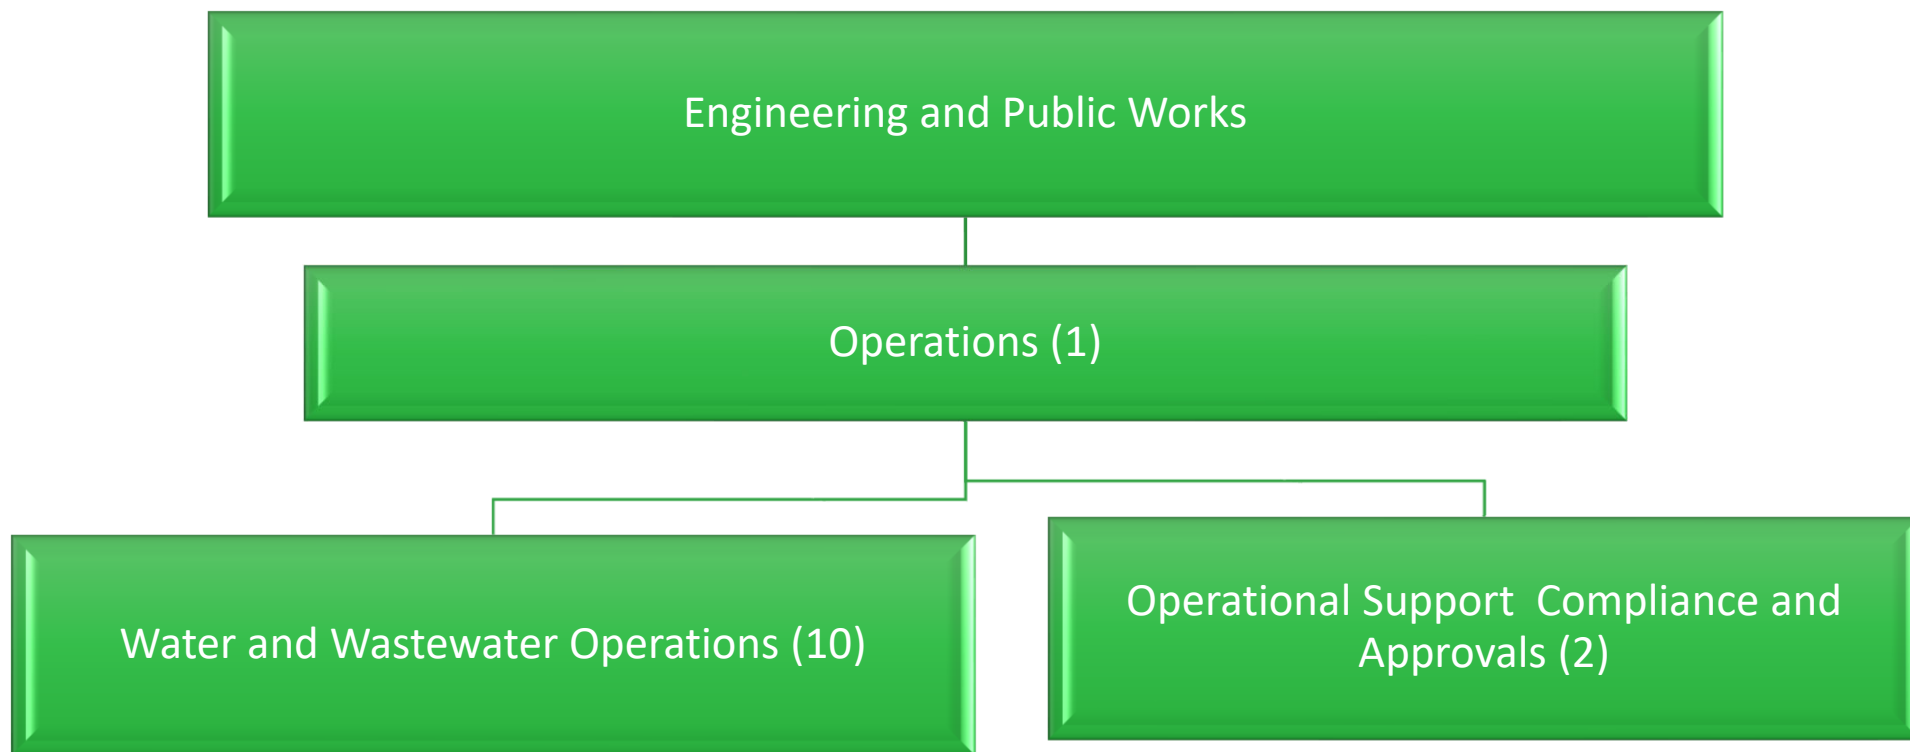 Engineering and Public Works
Operations (1)
Water and Wastewater Operations (10)
Operational Support  Compliance and
Approvals (2)